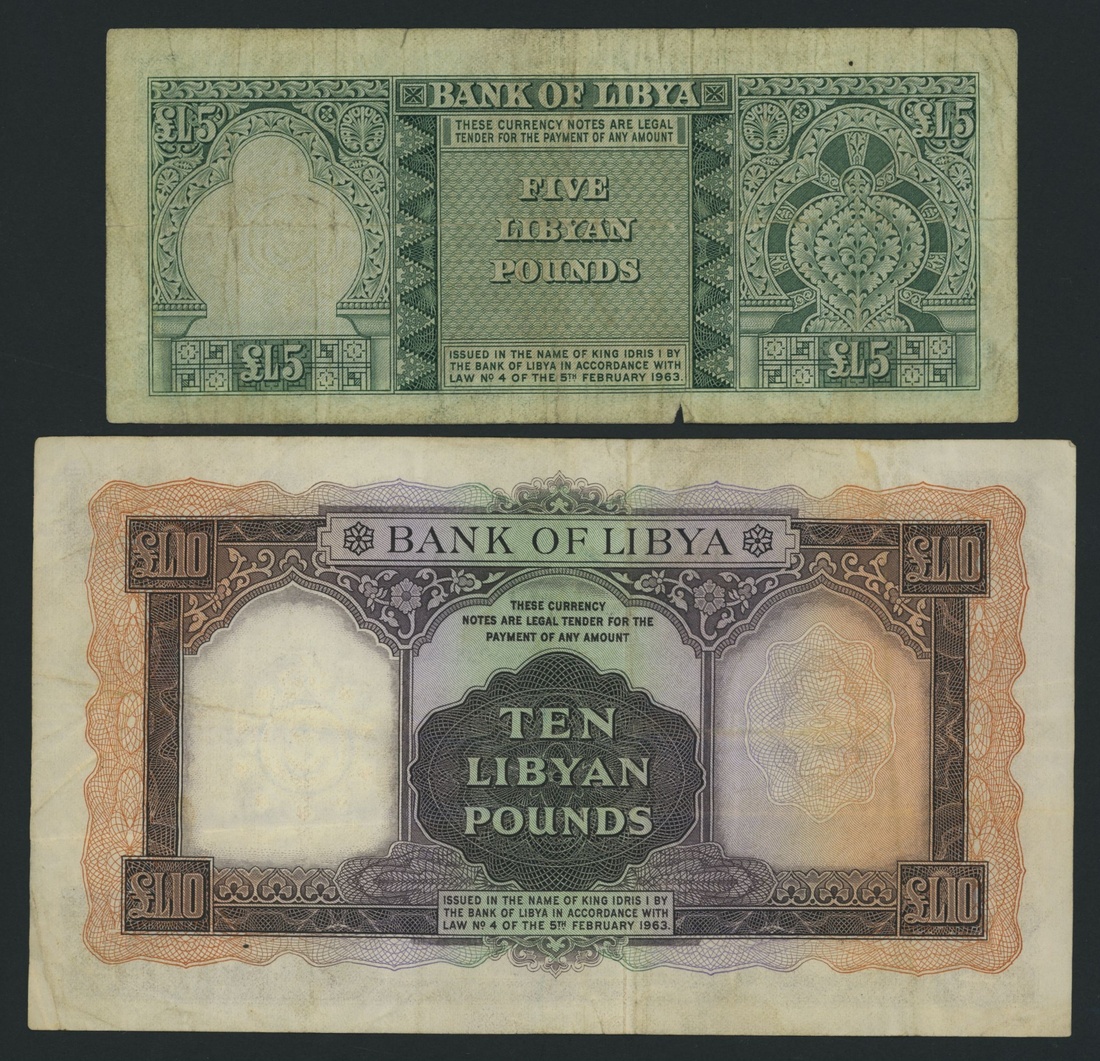 BANK OF LIBYA
£L5
£L5
THESE CURRENCY NOTES ARE LEGAL
TENDER FOR THE PAYMENT OF ANY AMOUNT
FIVE
LIBYAN
POUNDS
£L5
£L5
ISSUED IN THE NAME OF KING IDRIS I BY
THE BANK OF LIBYA IN ACCORDANCE WITH
LAW Nº 4 OF THE 5TH FEBRUARY 1963.
BANK OF LIBYA
£L10
£L10
THESE CURRENCY
NOTES ARE LEGAL TENDER FOR THE
PAYMENT OF ANY AMOUNT
TEN
LIBYAN
POUNDS
£L10
£L10
ISSUED IN THE NAME OF KING IDRIS I BY
THE BANK OF LIBYA IN ACCORDANCE WITH
LAW Nº 4 OF THE 5TH FEBRUARY 1963.